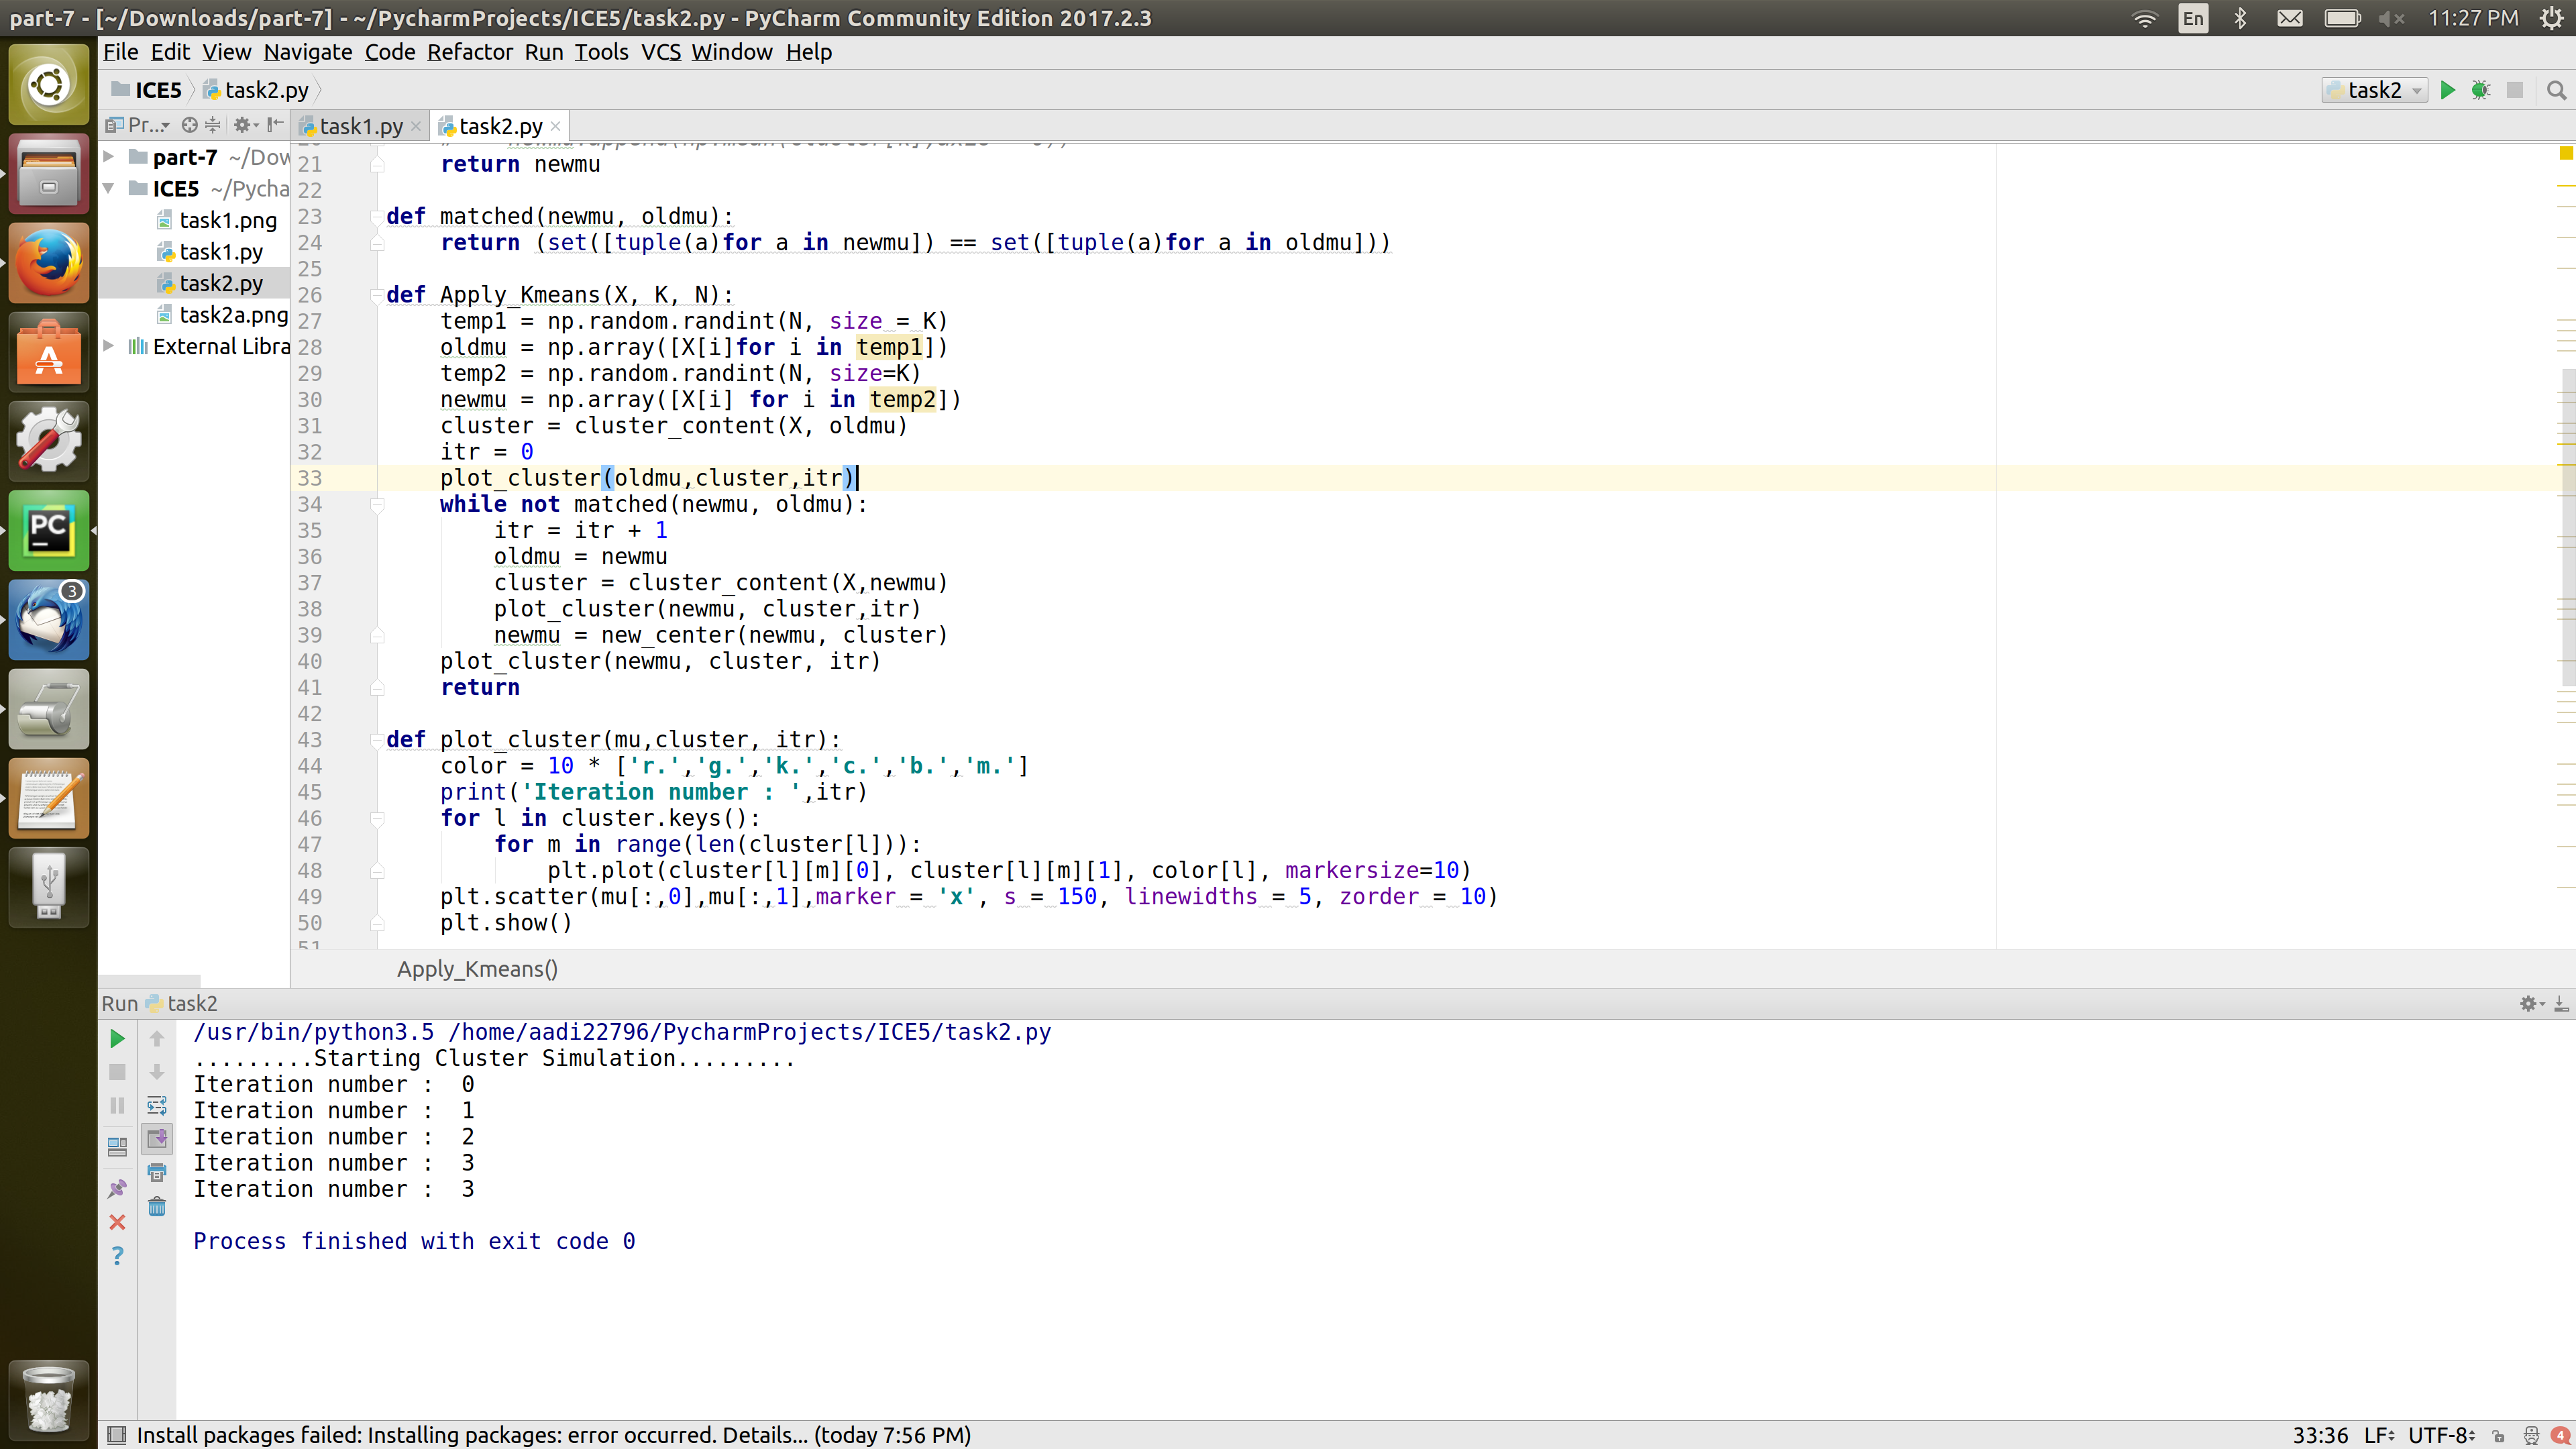 part-7 - [~/Downloads/part-7] - ~/PycharmProjects/ICE5/task2.py - PyCharm Community Edition 2017.2.3
En
11:27 PM
File Edit View Navigate Code Refactor Run Tools VCS Window Help
ICE5 task2.py
task2
Pr...
task1.py task2.py
part-7 ~/Dow
ICE5 ~/Pycha
task1.png
task1.py
task2.py
task2a.png
External Libra
21 return newmu
22
23 def matched(newmu, oldmu):
24 return (set([tuple(a)for a in newmu]) == set([tuple(a)for a in oldmu]))
25
26 def Apply_Kmeans(X, K, N):
27 temp1 = np.random.randint(N, size = K)
28 oldmu = np.array([X[i]for i in temp1])
29 temp2 = np.random.randint(N, size=K)
30 newmu = np.array([X[i] for i in temp2])
31 cluster = cluster_content(X, oldmu)
32 itr = 0
33 plot_cluster(oldmu,cluster,itr)
34 while not matched(newmu, oldmu):
35 itr = itr + 1
36 oldmu = newmu
37 cluster = cluster_content(X,newmu)
38 plot_cluster(newmu, cluster,itr)
39 newmu = new_center(newmu, cluster)
40 plot_cluster(newmu, cluster, itr)
41 return
42
43 def plot_cluster(mu,cluster, itr):
44 color = 10 * ['r.','g.','k.','c.','b.','m.']
45 print('Iteration number : ',itr)
46 for l in cluster.keys():
47 for m in range(len(cluster[l])):
48 plt.plot(cluster[l][m][0], cluster[l][m][1], color[l], markersize=10)
49 plt.scatter(mu[:,0],mu[:,1],marker = 'x', s = 150, linewidths = 5, zorder = 10)
50 plt.show()
51
Apply_Kmeans()
Run task2
/usr/bin/python3.5 /home/aadi22796/PycharmProjects/ICE5/task2.py
.........Starting Cluster Simulation.........
Iteration number :  0
Iteration number :  1
Iteration number :  2
Iteration number :  3
Iteration number :  3
Process finished with exit code 0
PC
3
Install packages failed: Installing packages: error occurred. Details... (today 7:56 PM)
33:36 LF UTF-8 4